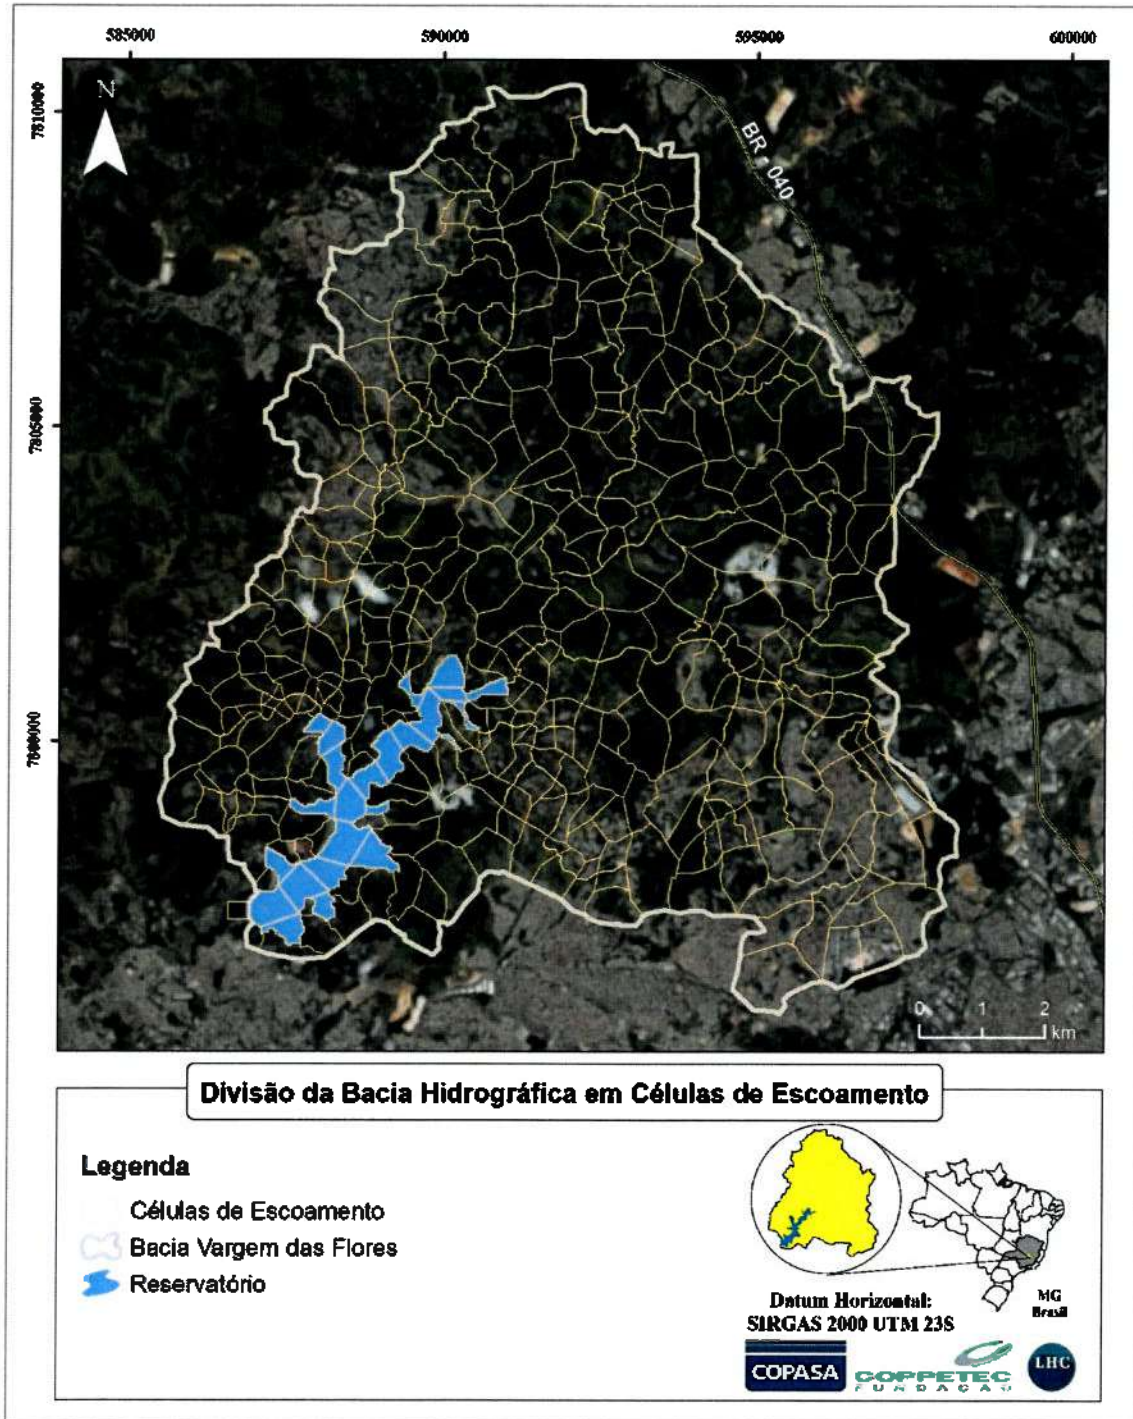 585000 590000 595000 600000
N
7810000
7805000
7800000
BR - 040
0 1 2
km
Divisão da Bacia Hidrográfica em Células de Escoamento
Legenda
Células de Escoamento
Bacia Vargem das Flores
Reservatório
MG
Brasil
Datum Horizontal:
SIRGAS 2000 UTM 23S
COPASA
COPPETEC
FUNDAÇÃO
LHC